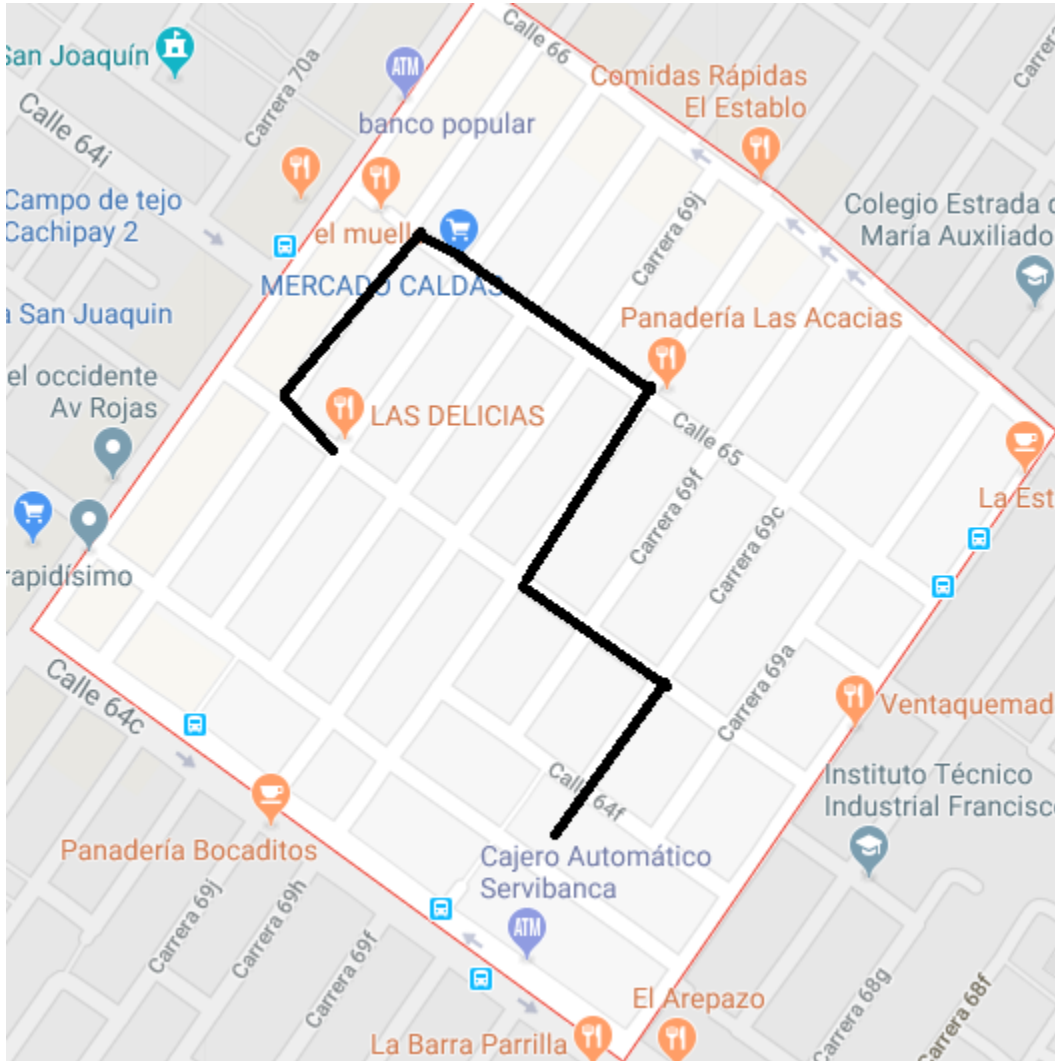 Calle 66
San Joaquín
Carrera 70a
ATM
banco popular
Comidas Rápidas
El Establo
Carrera
Calle 64i
Campo de tejo
Cachipay 2
el muell
Carrera 69j
Colegio Estrada
María Auxiliado
MERCADO CALDAS
a San Juaquin
Panadería Las Acacias
el occidente
Av Rojas
LAS DELICIAS
Calle 65
La Est
Carrera 69f
Carrera 69c
rapidísimo
Calle 64c
Carrera 69a
Ventaquemad
Calle 64f
Instituto Técnico
Industrial Francisco
Panadería Bocaditos
Cajero Automático
Servibanca
ATM
Carrera 69j
Carrera 69h
Carrera 69f
El Arepazo
Carrera 68g
Carrera 68f
La Barra Parrilla